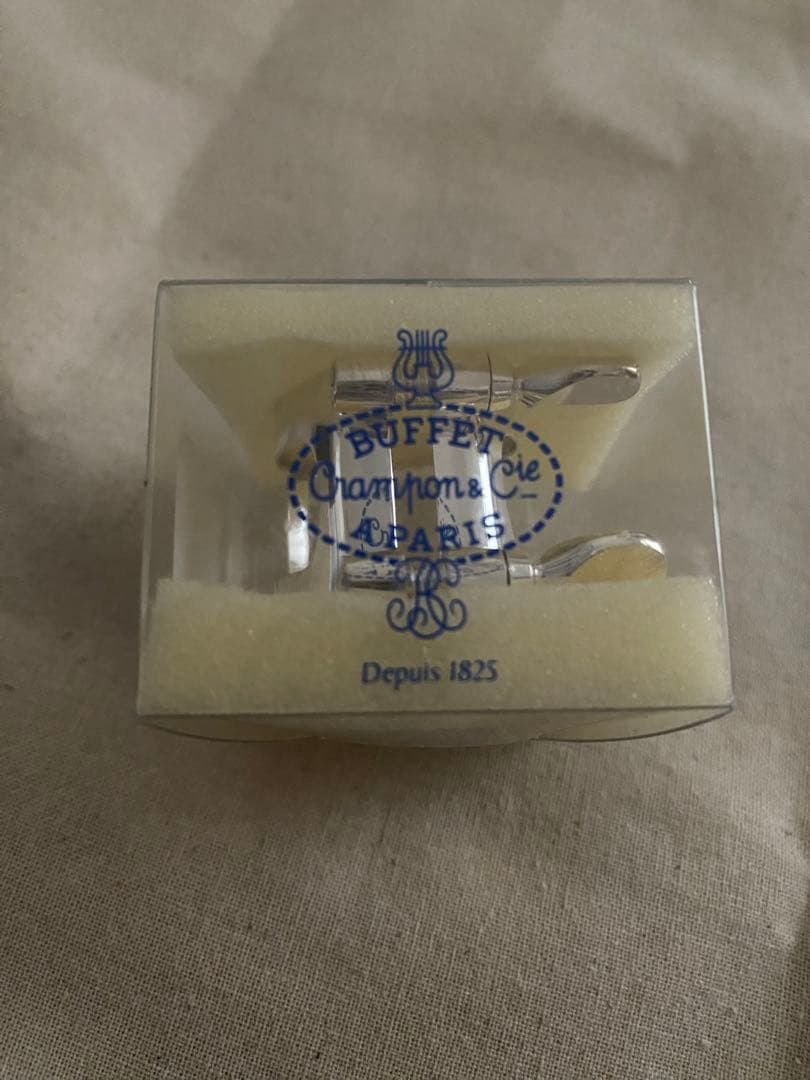 BUFFET
Crampon & Cie
A PARIS
Depuis 1825